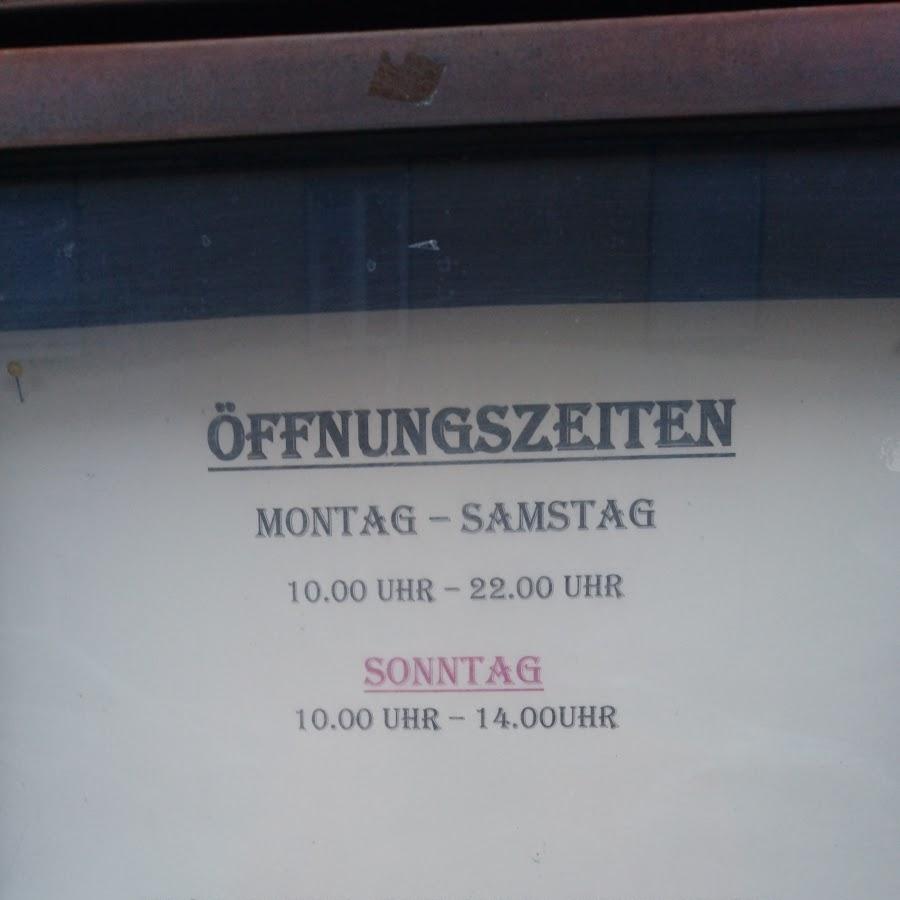 ÖFFNUNGSZEITEN
MONTAG – SAMSTAG
10.00 UHR – 22.00 UHR
SONNTAG
10.00 UHR – 14.00UHR